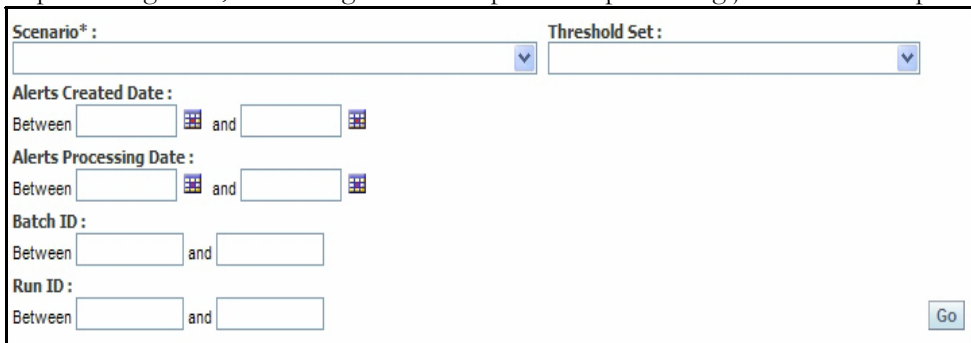 Scenario* : Threshold Set :
Alerts Created Date :
Between and
Alerts Processing Date :
Between and
Batch ID :
Between and
Run ID :
Between and
Go